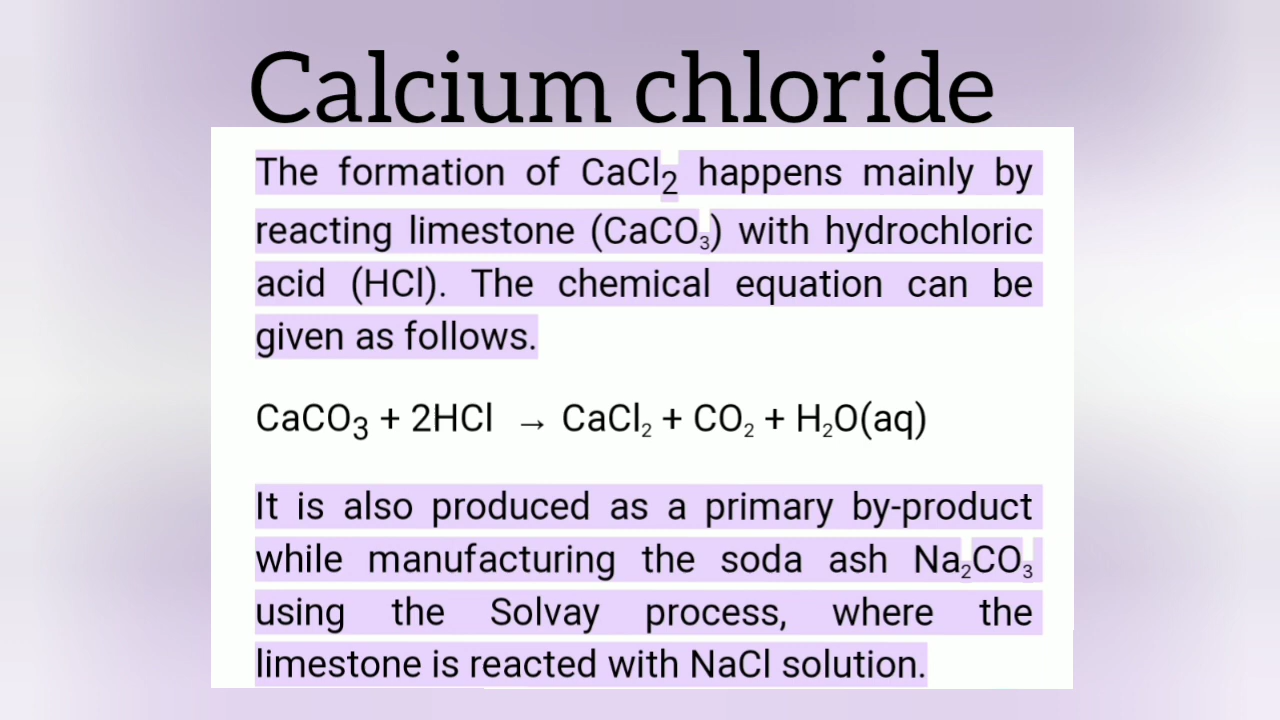 Calcium chloride
The formation of CaCl₂ happens mainly by
reacting limestone (CaCO₃) with hydrochloric
acid (HCl). The chemical equation can be
given as follows.
CaCO₃ + 2HCl → CaCl₂ + CO₂ + H₂O(aq)
It is also produced as a primary by-product
while manufacturing the soda ash Na₂CO₃
using the Solvay process, where the
limestone is reacted with NaCl solution.